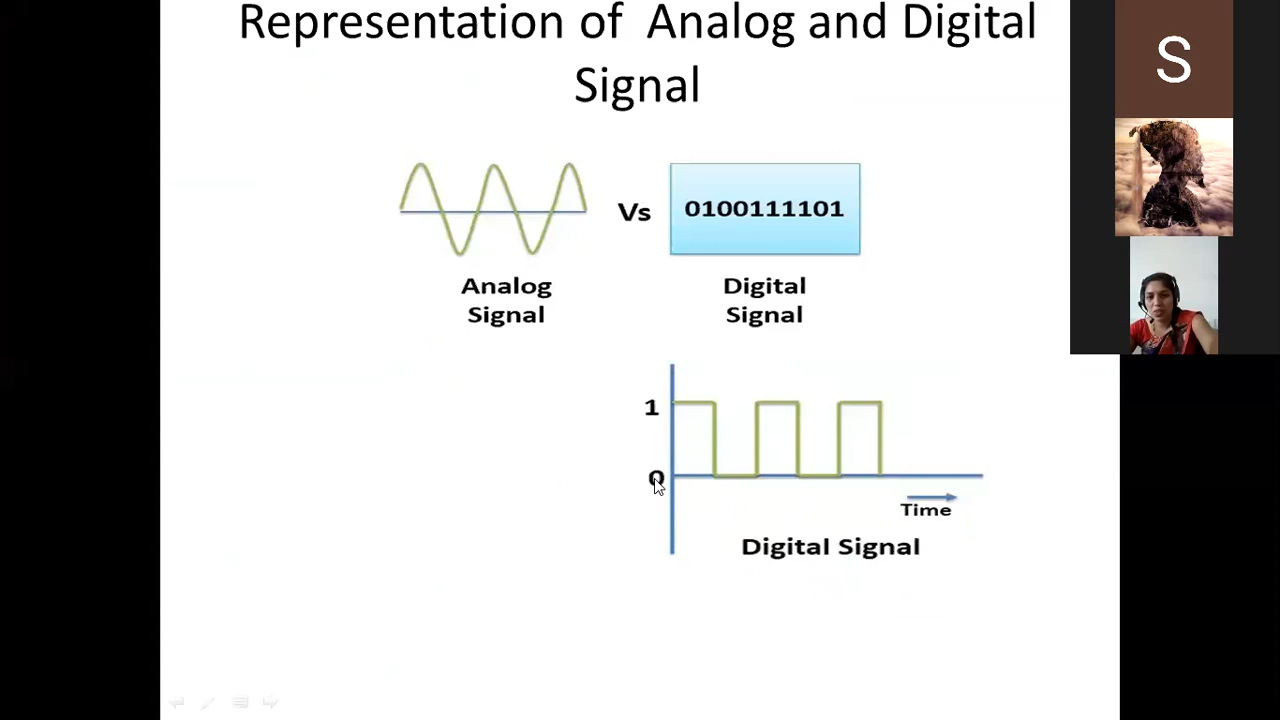 Representation of Analog and Digital
Signal
S
Vs
0100111101
Analog
Signal
Digital
Signal
1
0
Time
Digital Signal